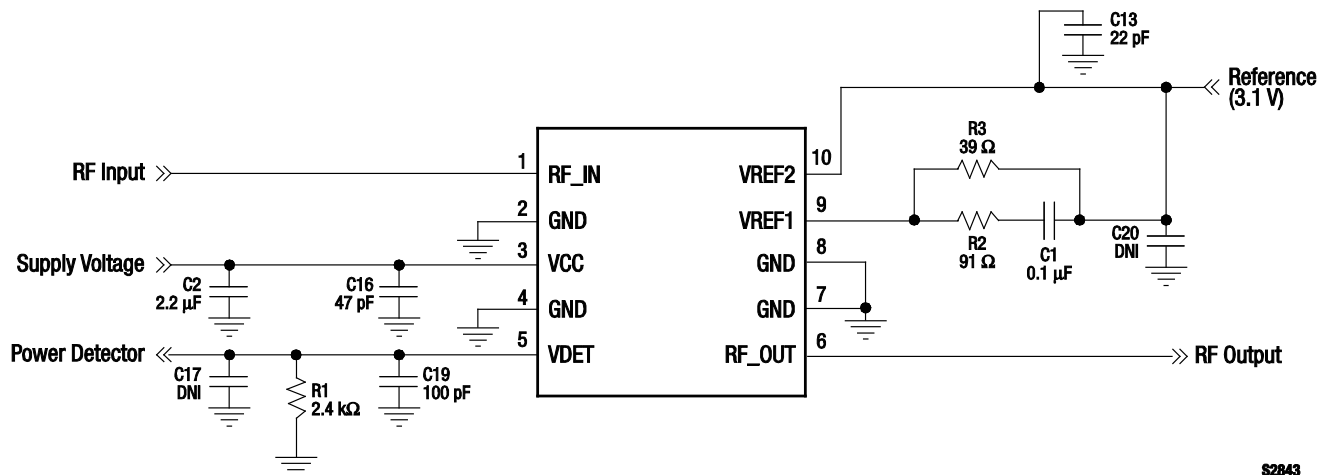 C13
22 pF
Reference
(3.1 V)
R3
39 Ω
RF Input
1
RF_IN
VREF2
10
2
GND
VREF1
9
R2
91 Ω
C1
0.1 µF
C20
DNI
Supply Voltage
3
VCC
GND
8
C2
2.2 µF
C16
47 pF
4
GND
GND
7
Power Detector
5
VDET
RF_OUT
6
RF Output
C17
DNI
R1
2.4 kΩ
C19
100 pF
S2843